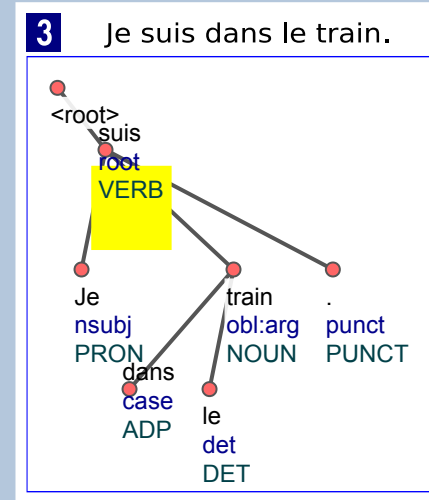 3 Je suis dans le train.
<root>
suis
root
VERB
Je
nsubj
PRON
train
obl:arg
NOUN
.
punct
PUNCT
dans
case
ADP
le
det
DET